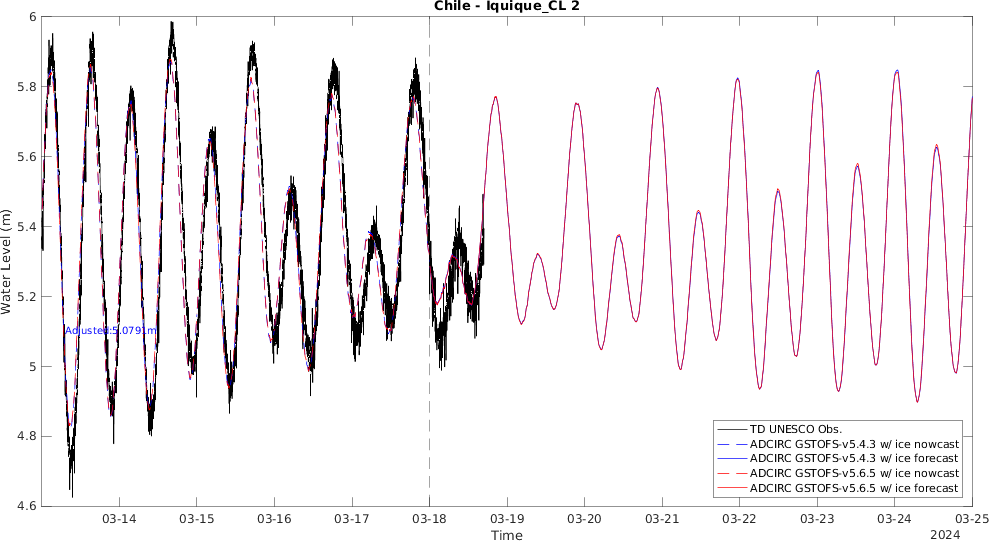 Chile - Iquique_CL 2
Water Level (m)
6
5.8
5.6
5.4
5.2
5
4.8
4.6
Adjusted:5.0791m
TD UNESCO Obs.
ADCIRC GSTOFS-v5.4.3 w/ ice nowcast
ADCIRC GSTOFS-v5.4.3 w/ ice forecast
ADCIRC GSTOFS-v5.6.5 w/ ice nowcast
ADCIRC GSTOFS-v5.6.5 w/ ice forecast
03-14 03-15 03-16 03-17 03-18 03-19 03-20 03-21 03-22 03-23 03-24 03-25
Time
2024